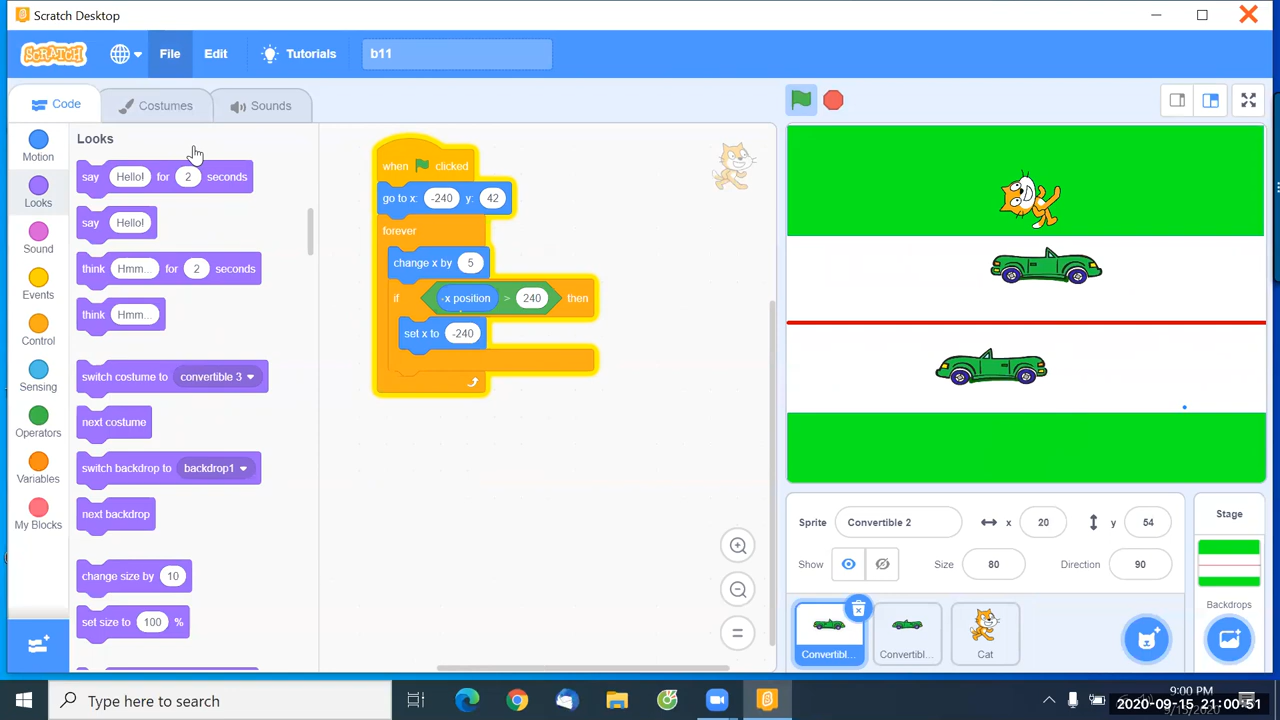 Scratch Desktop
SCRATCH
File
Edit
Tutorials
b11
Code
Costumes
Sounds
Motion
Looks
Sound
Events
Control
Sensing
Operators
Variables
My Blocks
Looks
say Hello! for 2 seconds
say Hello!
think Hmm... for 2 seconds
think Hmm...
switch costume to convertible 3
next costume
switch backdrop to backdrop1
next backdrop
change size by 10
set size to 100 %
when clicked
go to x: -240 y: 42
forever
change x by 5
if x position > 240 then
set x to -240
Sprite Convertible 2 x 20 y 54
Show Size 80 Direction 90
Convertibl...
Convertibl...
Cat
Stage
Backdrops
Type here to search
9:00 PM
2020-09-15 21:00:51